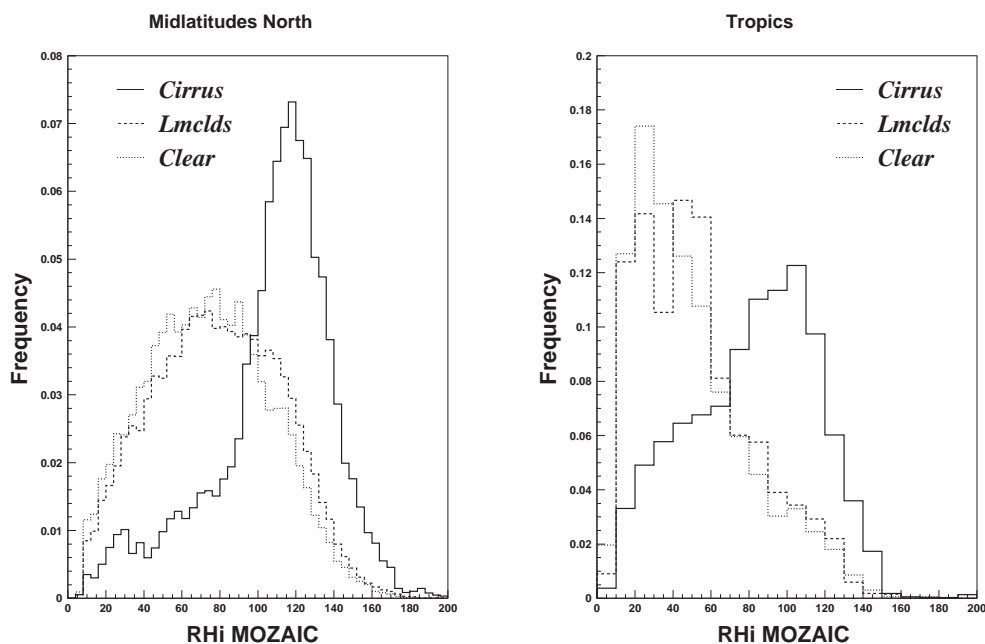 Midlatitudes North
Frequency
0.08
0.07
0.06
0.05
0.04
0.03
0.02
0.01
0
Cirrus
Lmclds
Clear
0 20 40 60 80 100 120 140 160 180 200
RHi MOZAIC
Tropics
Frequency
0.2
0.18
0.16
0.14
0.12
0.1
0.08
0.06
0.04
0.02
0
Cirrus
Lmclds
Clear
0 20 40 60 80 100 120 140 160 180 200
RHi MOZAIC